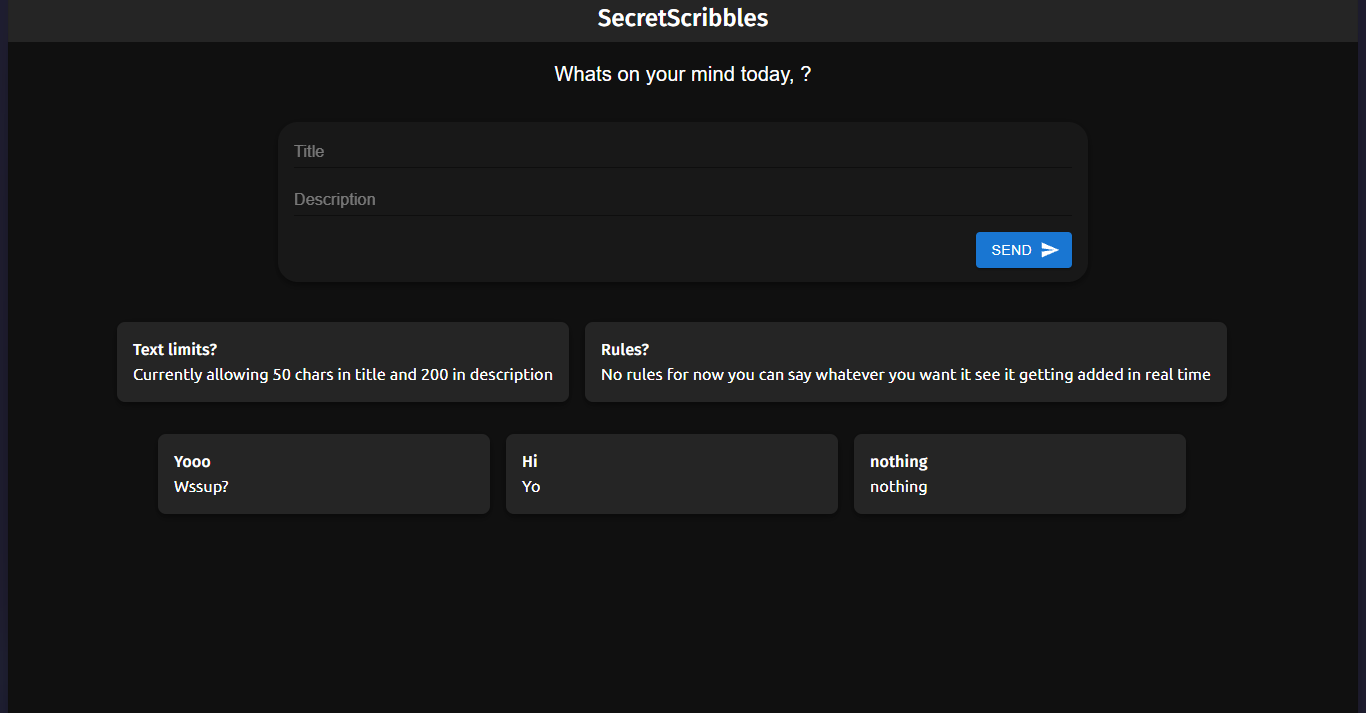 SecretScribbles
Whats on your mind today, ?
Title
Description
SEND
Text limits?
Currently allowing 50 chars in title and 200 in description
Rules?
No rules for now you can say whatever you want it see it getting added in real time
Yooo
Wssup?
Hi
Yo
nothing
nothing